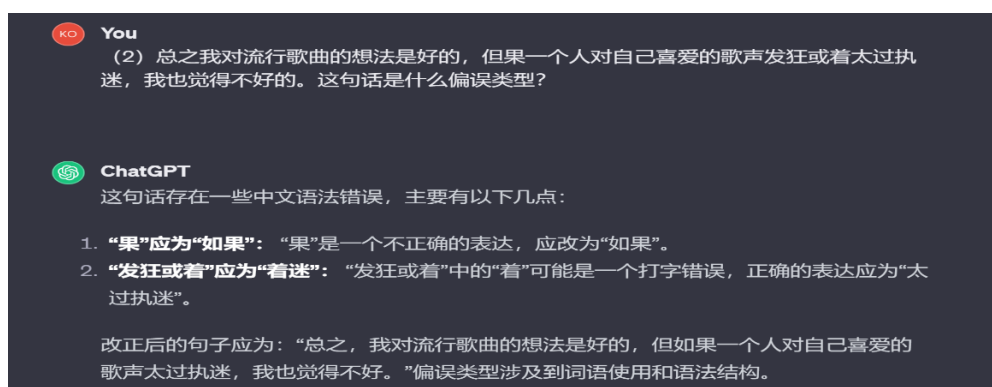 KO You
（2）总之我对流行歌曲的想法是好的，但果一个人对自己喜爱的歌声发狂或着太过执
迷，我也觉得不好的。这句话是什么偏误类型？
ChatGPT
这句话存在一些中文语法错误，主要有以下几点：
1. “果”应为“如果”：“果”是一个不正确的表达，应改为“如果”。
2. “发狂或着”应为“着迷”：“发狂或着”中的“着”可能是一个打字错误，正确的表达应为“太
过执迷”。
改正后的句子应为：“总之，我对流行歌曲的想法是好的，但如果一个人对自己喜爱的
歌声太过执迷，我也觉得不好。”偏误类型涉及到词语使用和语法结构。